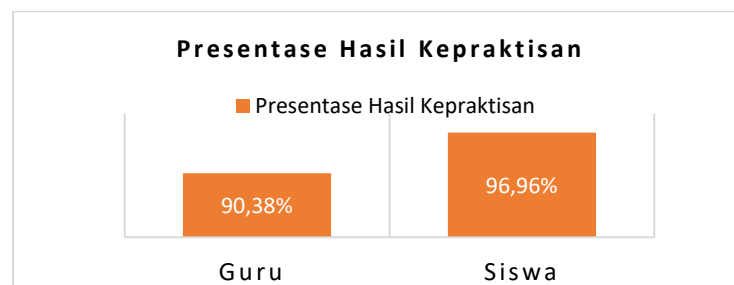 Presentase Hasil Kepraktisan
Presentase Hasil Kepraktisan
90,38%
96,96%
Guru
Siswa